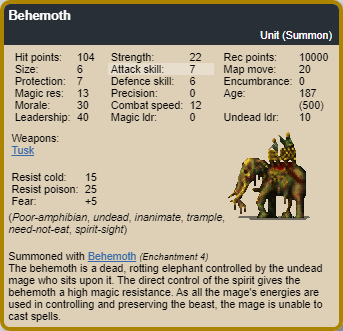 Behemoth
Unit (Summon)
Hit points: 104 Strength: 22 Rec points: 10000
Size: 6 Attack skill: 7 Map move: 20
Protection: 7 Defence skill: 6 Encumbrance: 0
Magic res: 13 Precision: 0 Age: 187
Morale: 30 Combat speed: 12 (500)
Leadership: 40 Magic ldr: 0 Undead ldr: 10
Weapons:
Tusk
Resist cold: 15
Resist poison: 25
Fear: +5
(Poor-amphibian, undead, inanimate, trample,
need-not-eat, spirit-sight)
Summoned with Behemoth (Enchantment 4)
The behemoth is a dead, rotting elephant controlled by the undead
mage who sits upon it. The direct control of the spirit gives the
behemoth a high magic resistance. As all the mage's energies are
used in controlling and preserving the beast, the mage is unable to
cast spells.